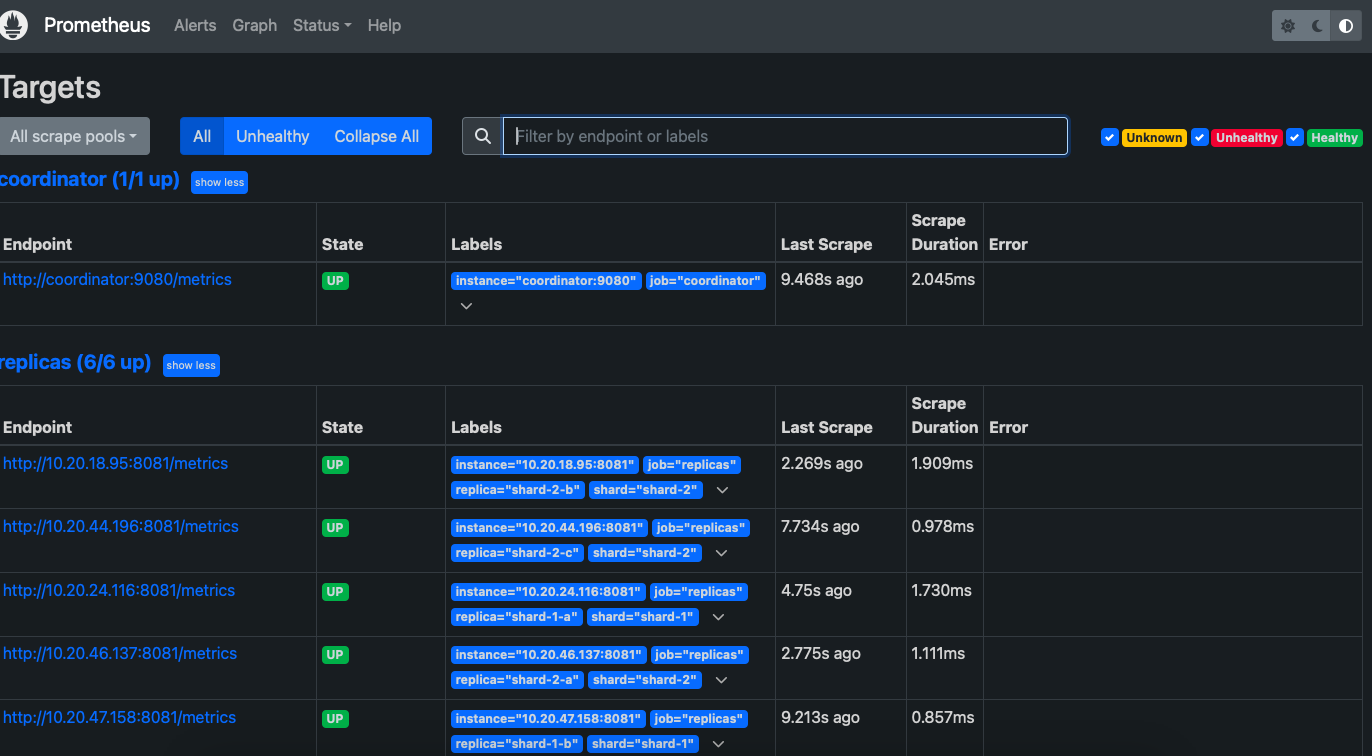 Prometheus Alerts Graph Status Help
Targets
All scrape pools All Unhealthy Collapse All Filter by endpoint or labels Unknown Unhealthy Healthy
coordinator (1/1 up) show less
Endpoint State Labels Last Scrape Scrape Duration Error
http://coordinator:9080/metrics UP instance="coordinator:9080" job="coordinator" 9.468s ago 2.045ms
replicas (6/6 up) show less
Endpoint State Labels Last Scrape Scrape Duration Error
http://10.20.18.95:8081/metrics UP instance="10.20.18.95:8081" job="replicas" 2.269s ago 1.909ms
replica="shard-2-b" shard="shard-2"
http://10.20.44.196:8081/metrics UP instance="10.20.44.196:8081" job="replicas" 7.734s ago 0.978ms
replica="shard-2-c" shard="shard-2"
http://10.20.24.116:8081/metrics UP instance="10.20.24.116:8081" job="replicas" 4.75s ago 1.730ms
replica="shard-1-a" shard="shard-1"
http://10.20.46.137:8081/metrics UP instance="10.20.46.137:8081" job="replicas" 2.775s ago 1.111ms
replica="shard-2-a" shard="shard-2"
http://10.20.47.158:8081/metrics UP instance="10.20.47.158:8081" job="replicas" 9.213s ago 0.857ms
replica="shard-1-b" shard="shard-1"